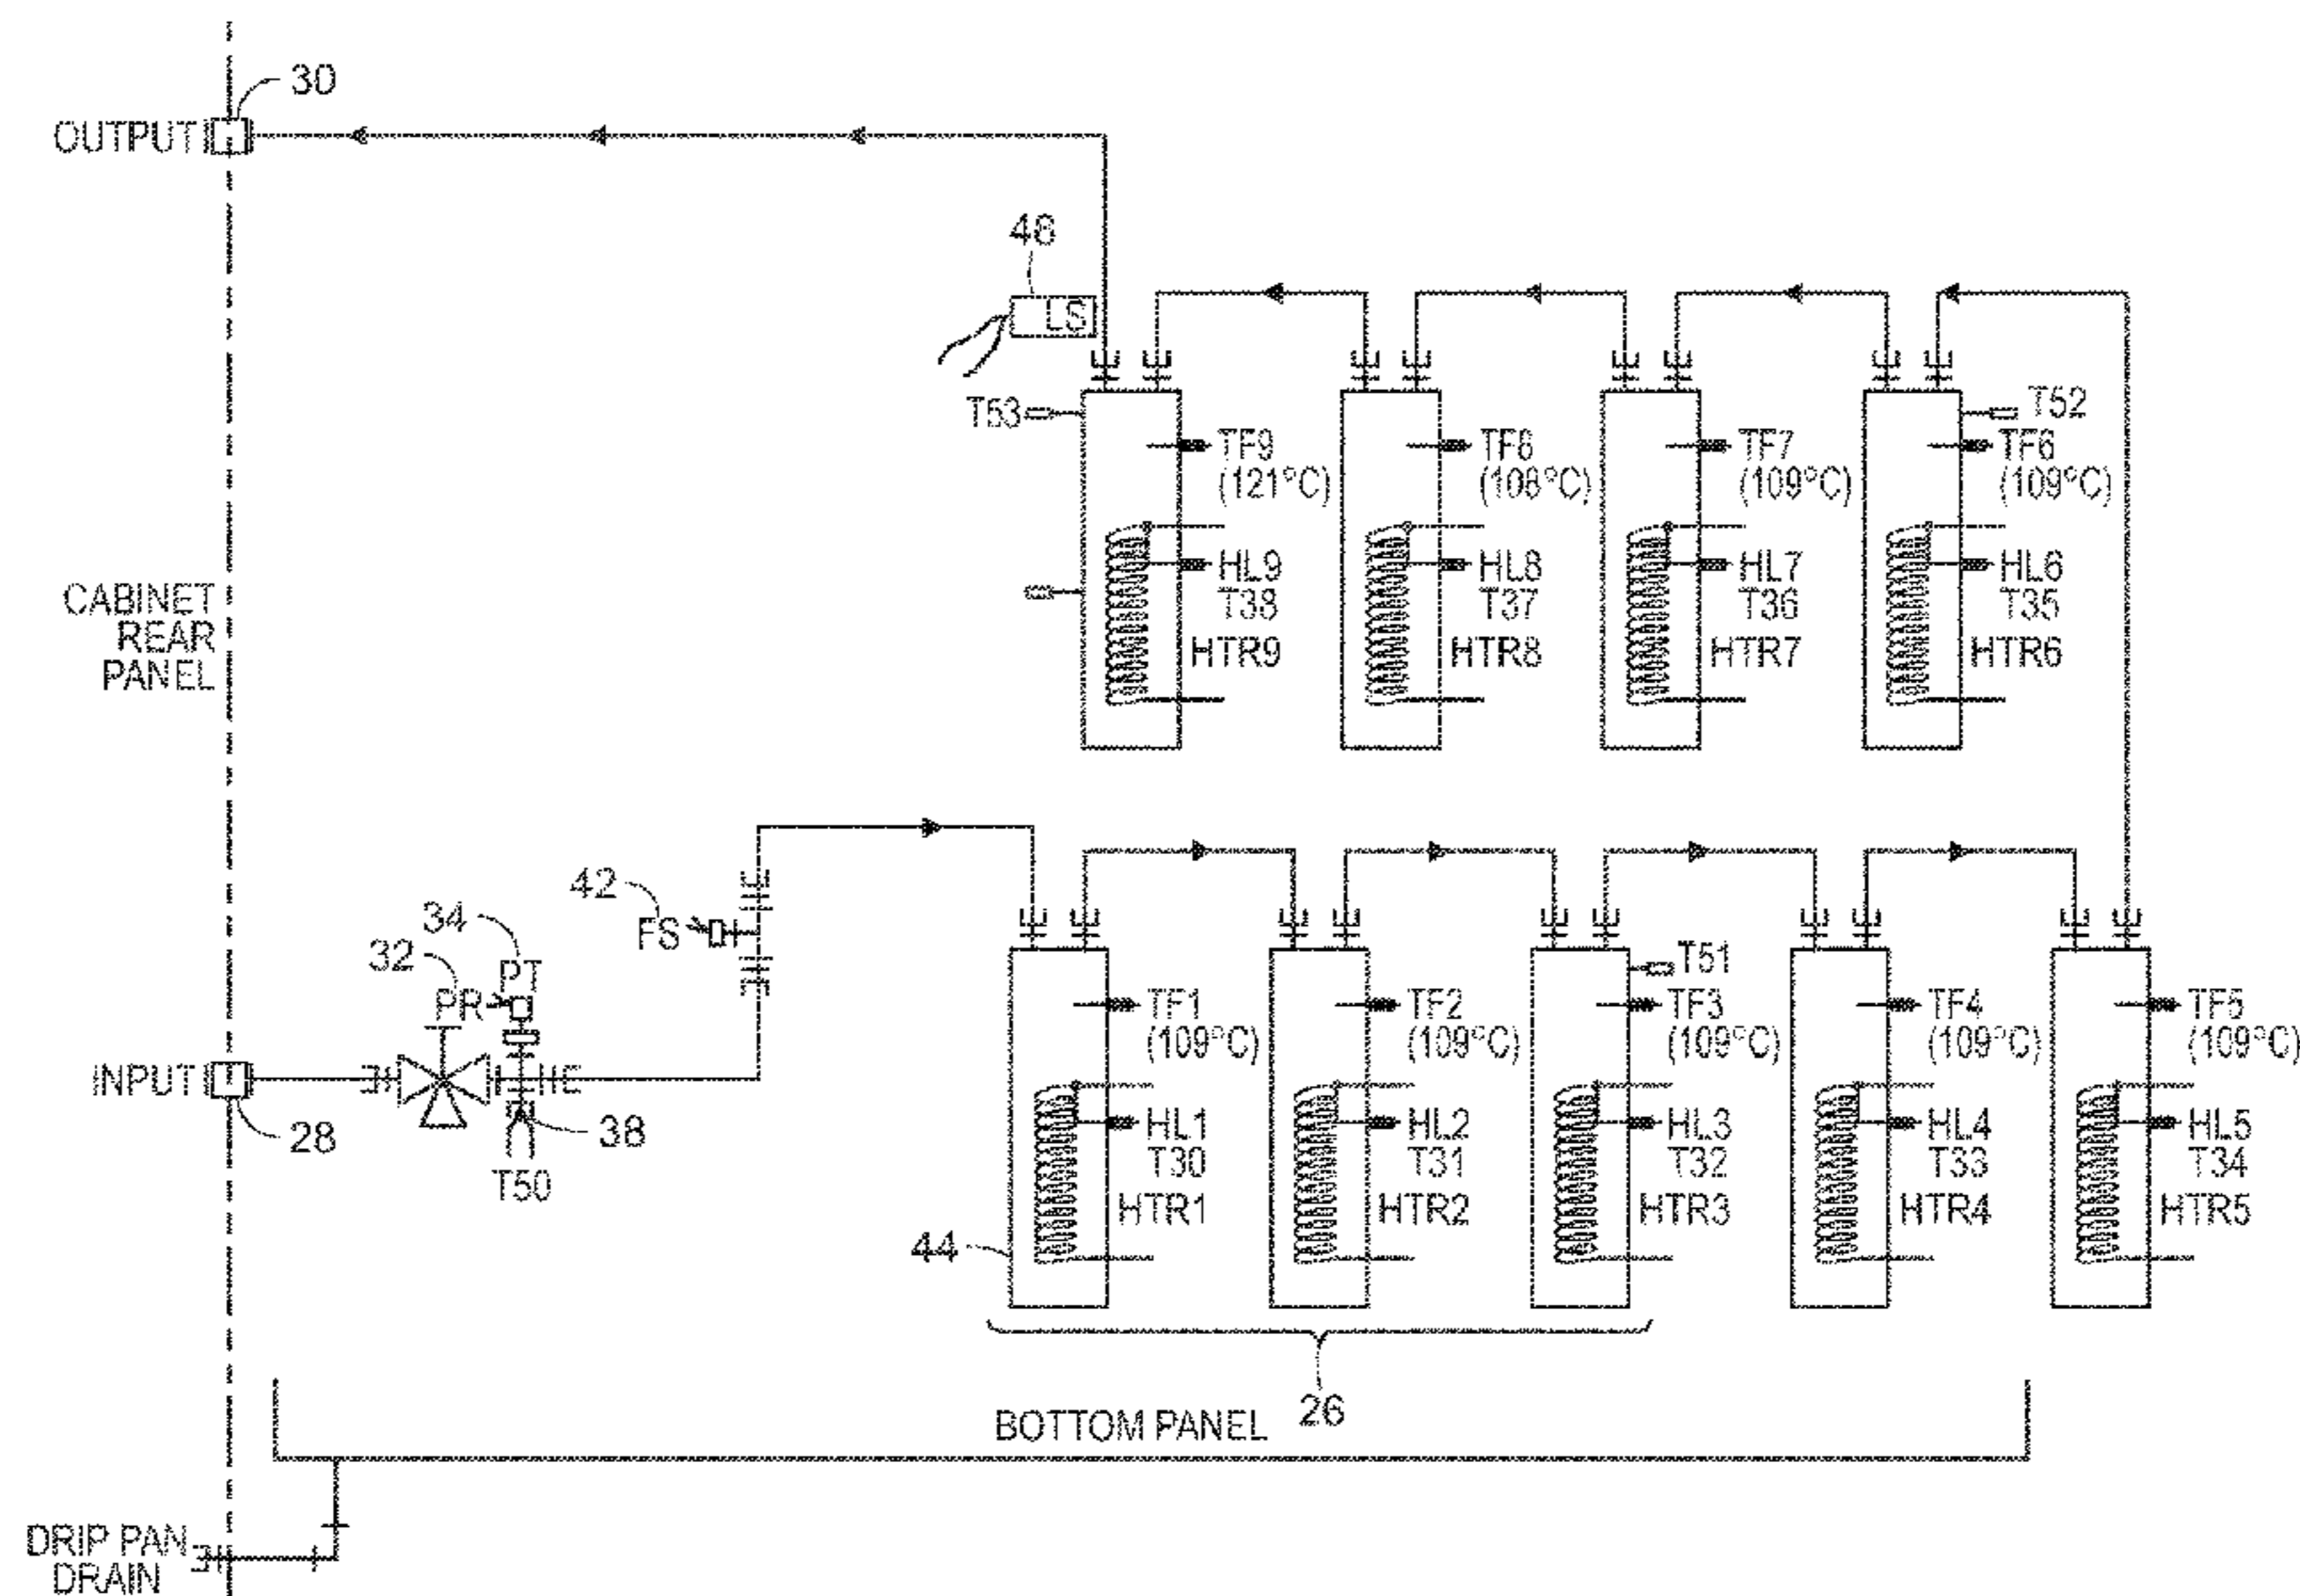 30
OUTPUT
48
LS
T53
T52
TF9
(121°C)
TF8
(108°C)
TF7
(109°C)
TF6
(109°C)
HL9
T38
HL8
T37
HL7
T36
HL6
T35
HTR9
HTR8
HTR7
HTR6
CABINET
REAR
PANEL
42
FS
34
32
PT
PR
T51
TF1
(109°C)
TF2
(109°C)
TF3
(109°C)
TF4
(109°C)
TF5
(109°C)
INPUT
28
38
T50
HL1
T30
HL2
T31
HL3
T32
HL4
T33
HL5
T34
HTR1
HTR2
HTR3
HTR4
HTR5
44
26
BOTTOM PANEL
DRIP PAN
DRAIN